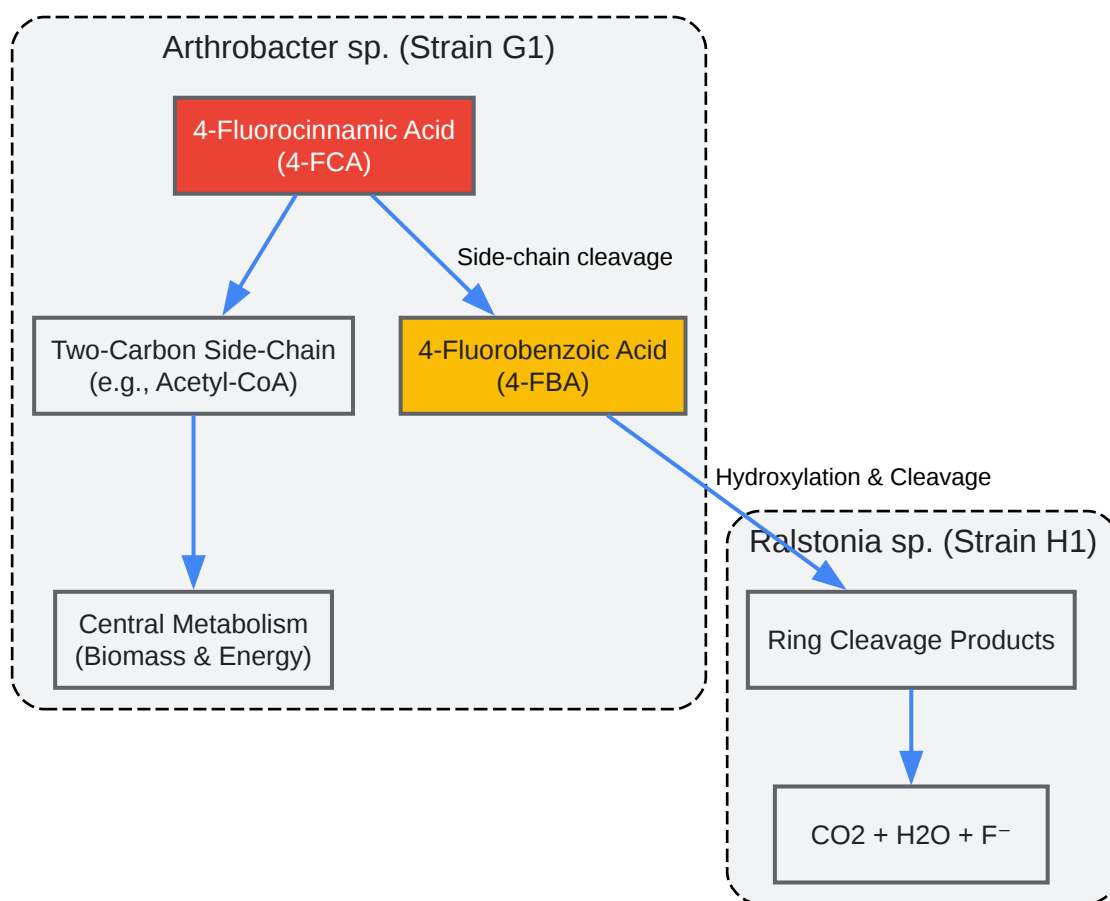 Arthrobacter sp. (Strain G1)
4-Fluorocinnamic Acid
(4-FCA)
Side-chain cleavage
Two-Carbon Side-Chain
(e.g., Acetyl-CoA)
4-Fluorobenzoic Acid
(4-FBA)
Hydroxylation & Cleavage
Ralstonia sp. (Strain H1)
Central Metabolism
(Biomass & Energy)
Ring Cleavage Products
CO2 + H2O + F⁻